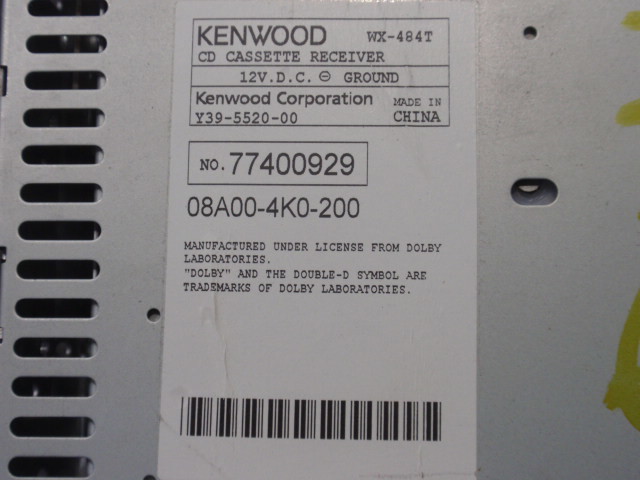 KENWOOD WX-484T
CD CASSETTE RECEIVER
12V.D.C. ⊖ GROUND
Kenwood Corporation MADE IN
Y39-5520-00 CHINA
NO. 77400929
08A00-4K0-200
MANUFACTURED UNDER LICENSE FROM DOLBY
LABORATORIES.
"DOLBY" AND THE DOUBLE-D SYMBOL ARE
TRADEMARKS OF DOLBY LABORATORIES.